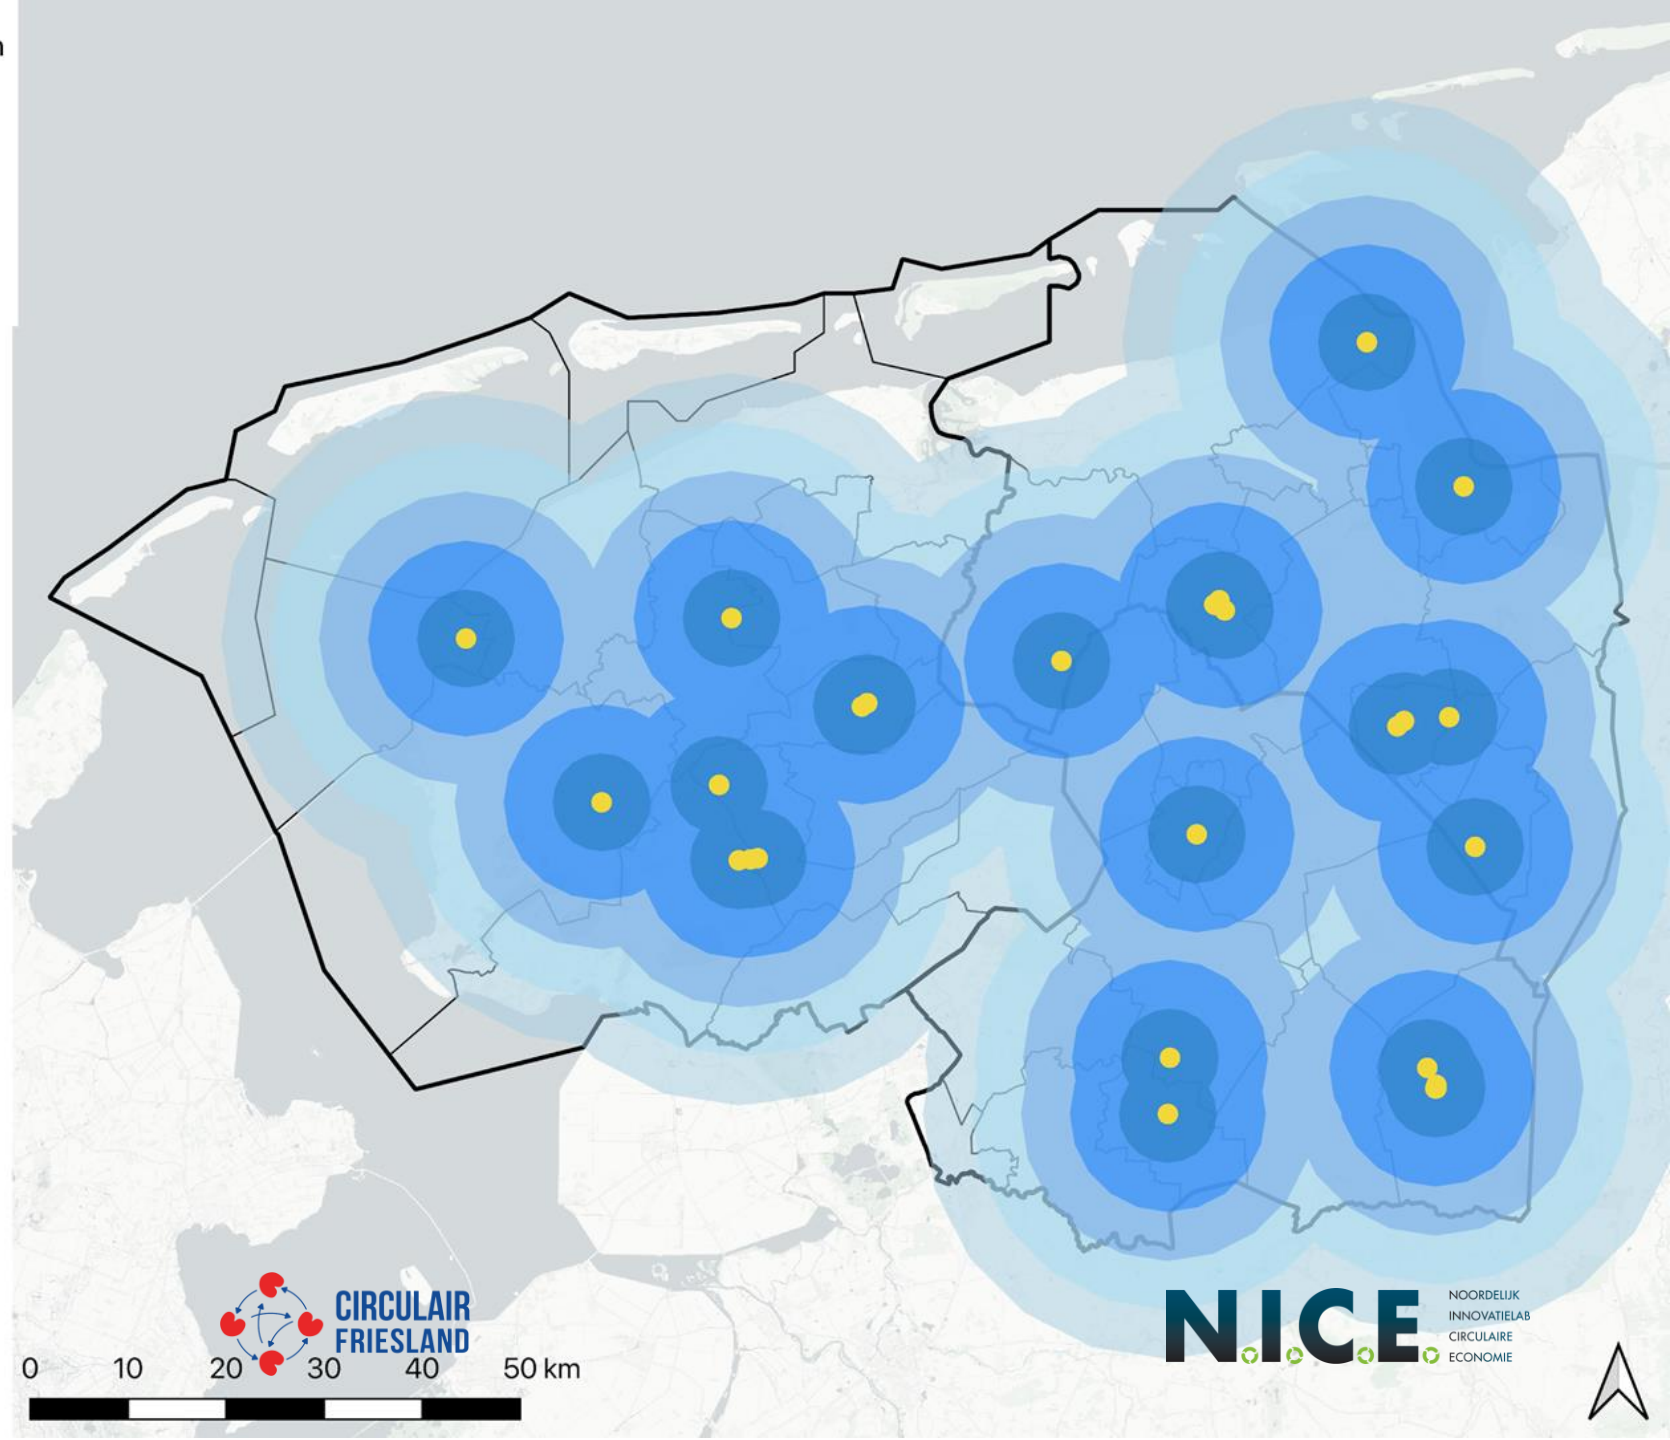 n
CIRCULAIR
FRIESLAND
N.I.C.E.
NOORDELIJK
INNOVATIELAB
CIRCULAIRE
ECONOMIE
0 10 20 30 40 50 km